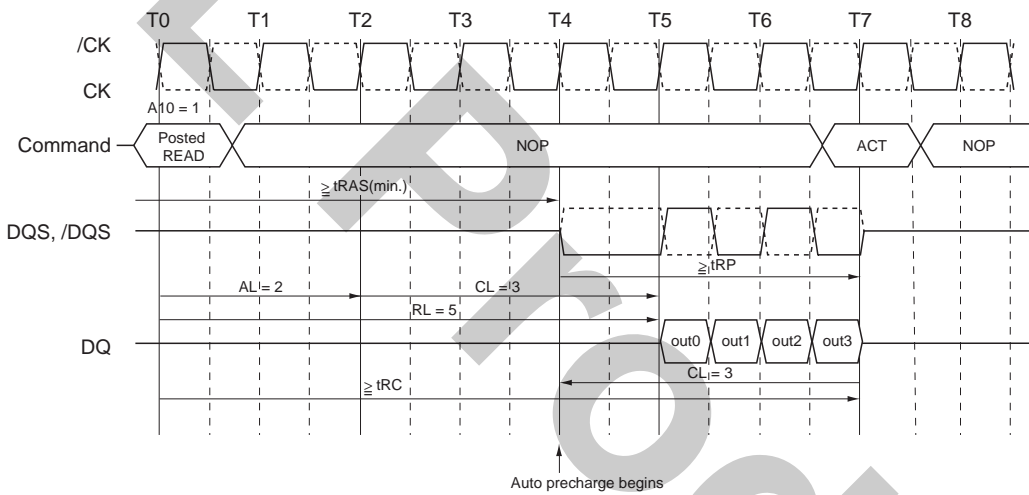 T0 T1 T2 T3 T4 T5 T6 T7 T8
/CK
CK
A10 = 1
Command
Posted READ
NOP
ACT
NOP
≧ tRAS(min.)
DQS, /DQS
≧ tRP
AL = 2
CL = 3
RL = 5
DQ
out0 out1 out2 out3
CL = 3
≧ tRC
Auto precharge begins